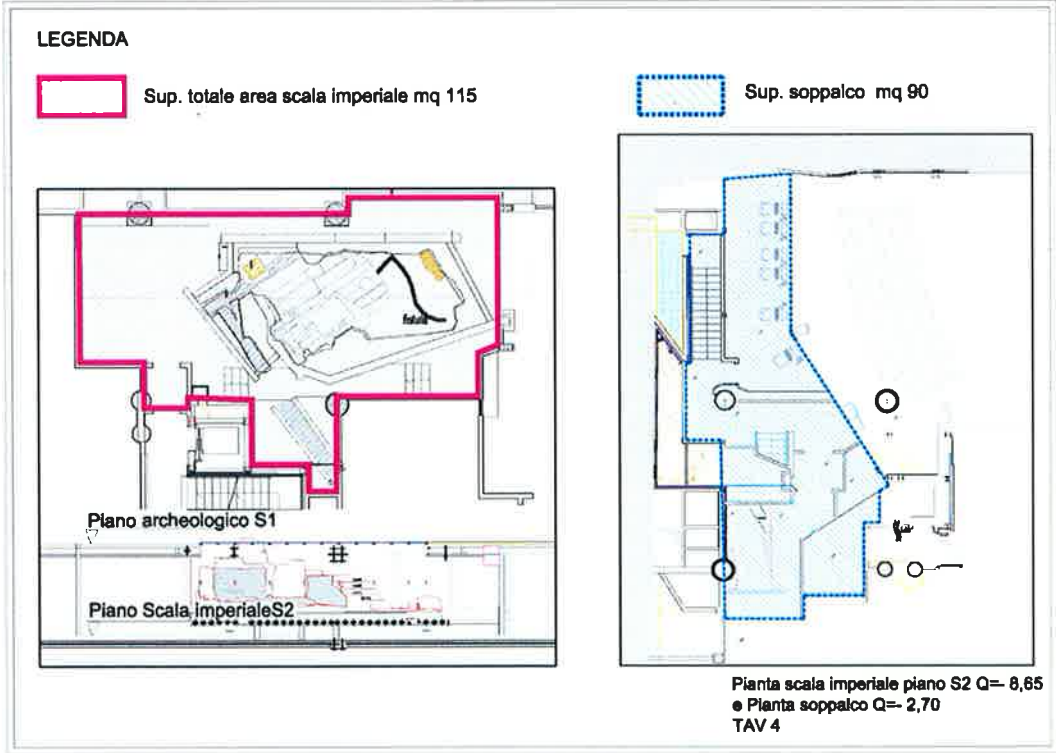 LEGENDA
Sup. totale area scala imperiale mq 115
Sup. soppalco mq 90
fistula
Piano archeologico S1
Piano Scala imperialeS2
Pianta scala imperiale piano S2 Q=- 8,65
e Pianta soppalco Q=- 2,70
TAV 4